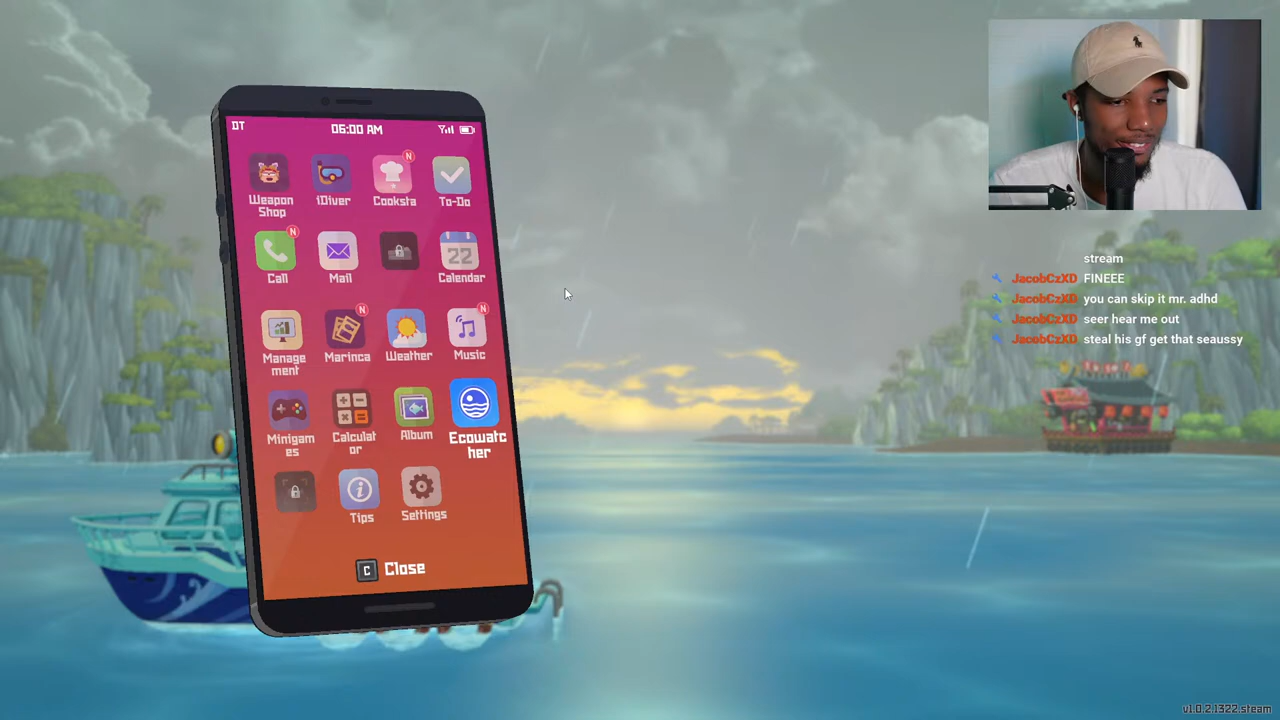 DT
06:00 AM
Weapon
Shop
iDiver
N
Cooksta
To-Do
N
Call
Mail
22
Calendar
Manage
ment
N
Marinca
Weather
N
Music
Minigam
es
Calculat
or
Album
Ecowatc
her
Tips
Settings
C Close
stream
JacobCzXD FINEEE
JacobCzXD you can skip it mr. adhd
JacobCzXD seer hear me out
JacobCzXD steal his gf get that seaussy
v1.0.2.1322.steam